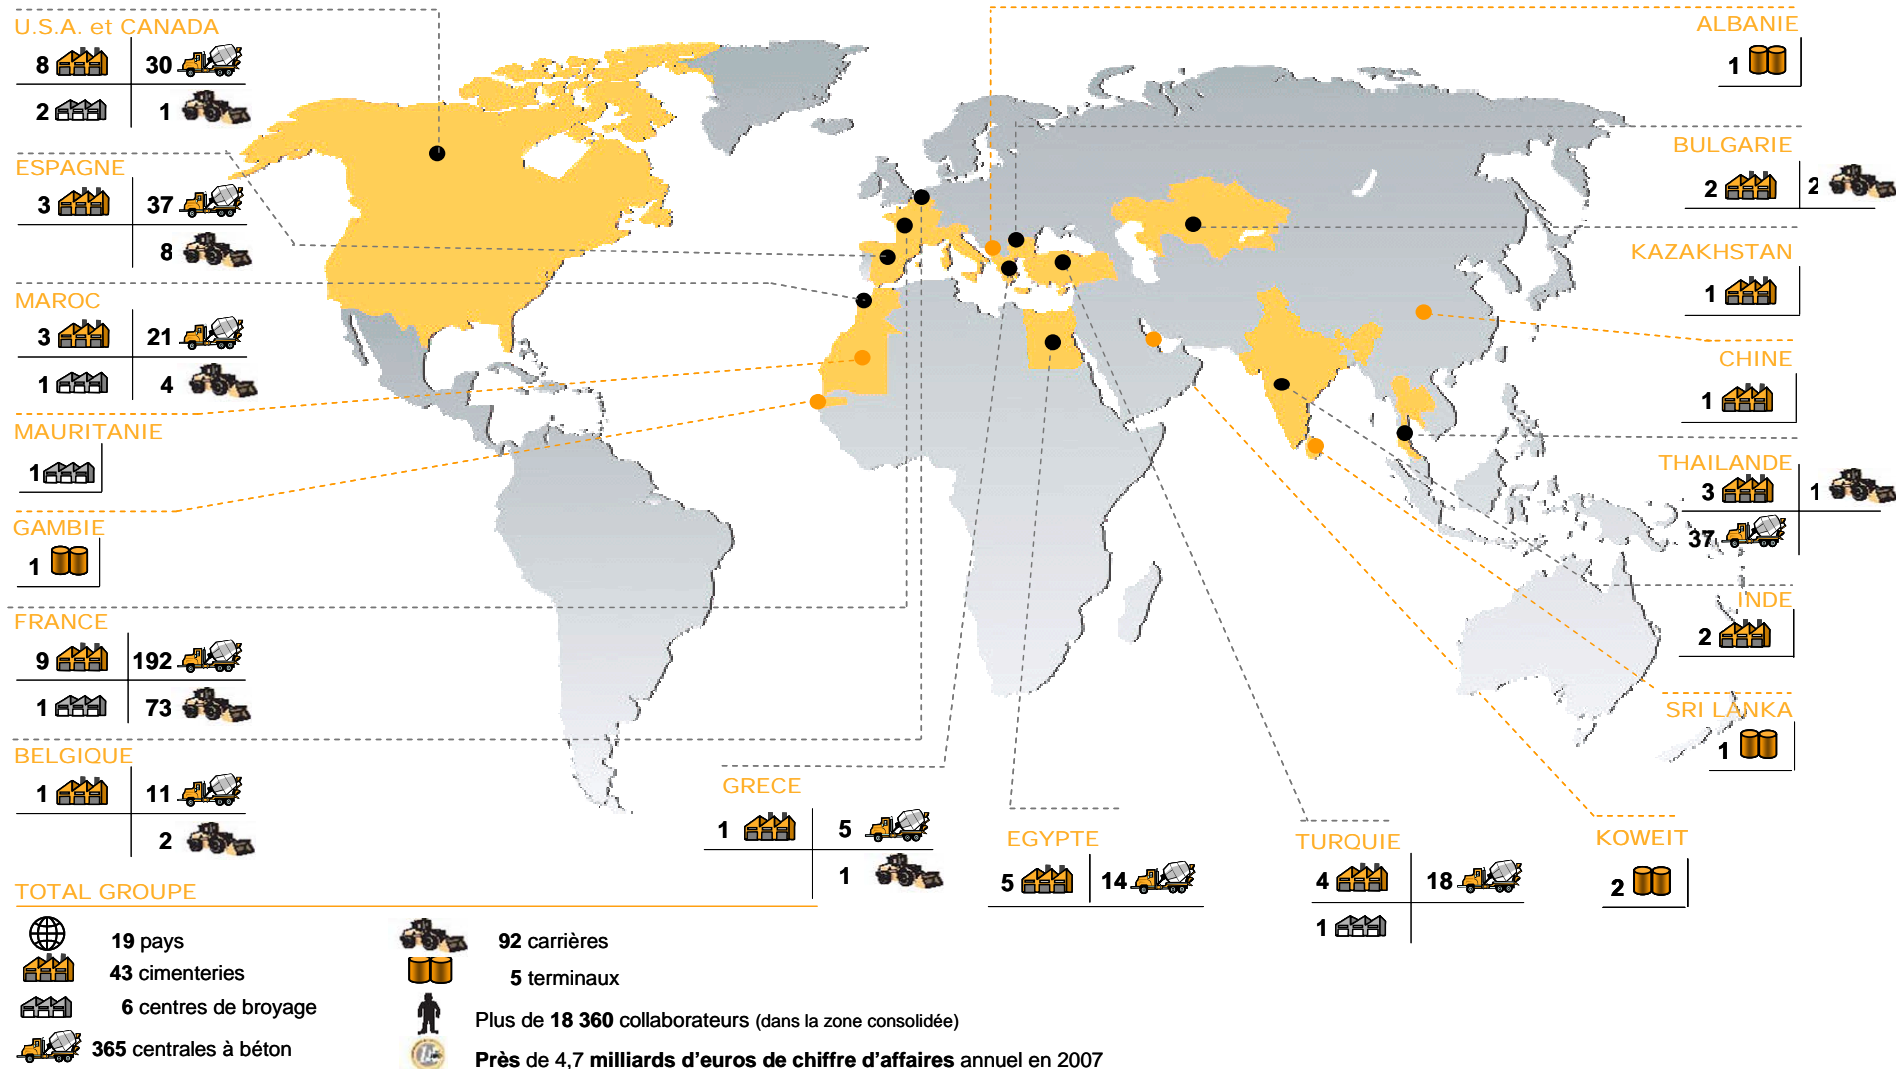 U.S.A. et CANADA
8 30
2 1
ESPAGNE
3 37
8
MAROC
3 21
1 4
MAURITANIE
1
GAMBIE
1
FRANCE
9 192
1 73
BELGIQUE
1 11
2
GRECE
1 5
1
EGYPTE
5 14
TURQUIE
4 18
1
KOWEIT
2
ALBANIE
1
BULGARIE
2 2
KAZAKHSTAN
1
CHINE
1
THAILANDE
3 1
37
INDE
2
SRI LANKA
1
TOTAL GROUPE
19 pays
43 cimenteries
6 centres de broyage
365 centrales à béton
92 carrières
5 terminaux
Plus de 18 360 collaborateurs (dans la zone consolidée)
Près de 4,7 milliards d'euros de chiffre d'affaires annuel en 2007